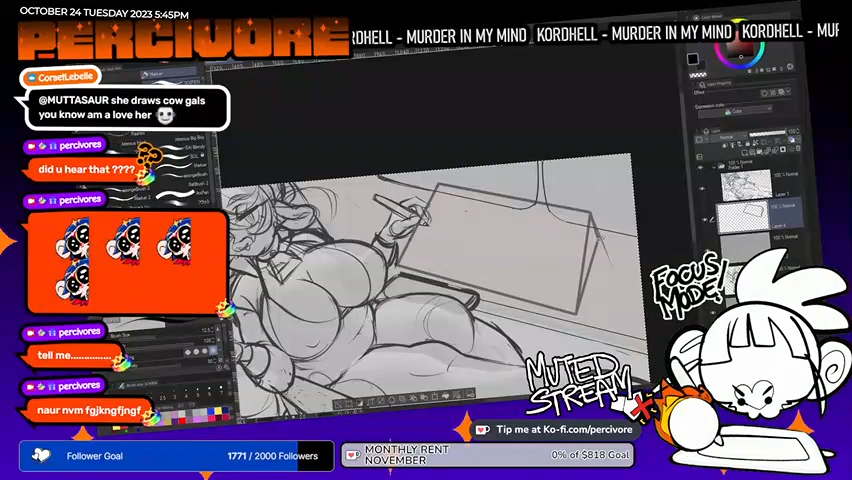 OCTOBER 24 TUESDAY 2023 5:45PM
PERCIVORE
RDHELL - MURDER IN MY MIND KORDHELL - MURDER IN MY MIND KORDHELL - MUR
CorsetLebelle
@MUTTASAUR she draws cow gals
you know am a love her
percivores
did u hear that ????
percivores
percivores
tell me...............
percivores
naur nvm fgjkngfjngf
FOCUS
MODE!
MUTED
STREAM
Tip me at Ko-fi.com/percivore
Follower Goal
1771 / 2000 Followers
MONTHLY RENT
NOVEMBER
0% of $818 Goal